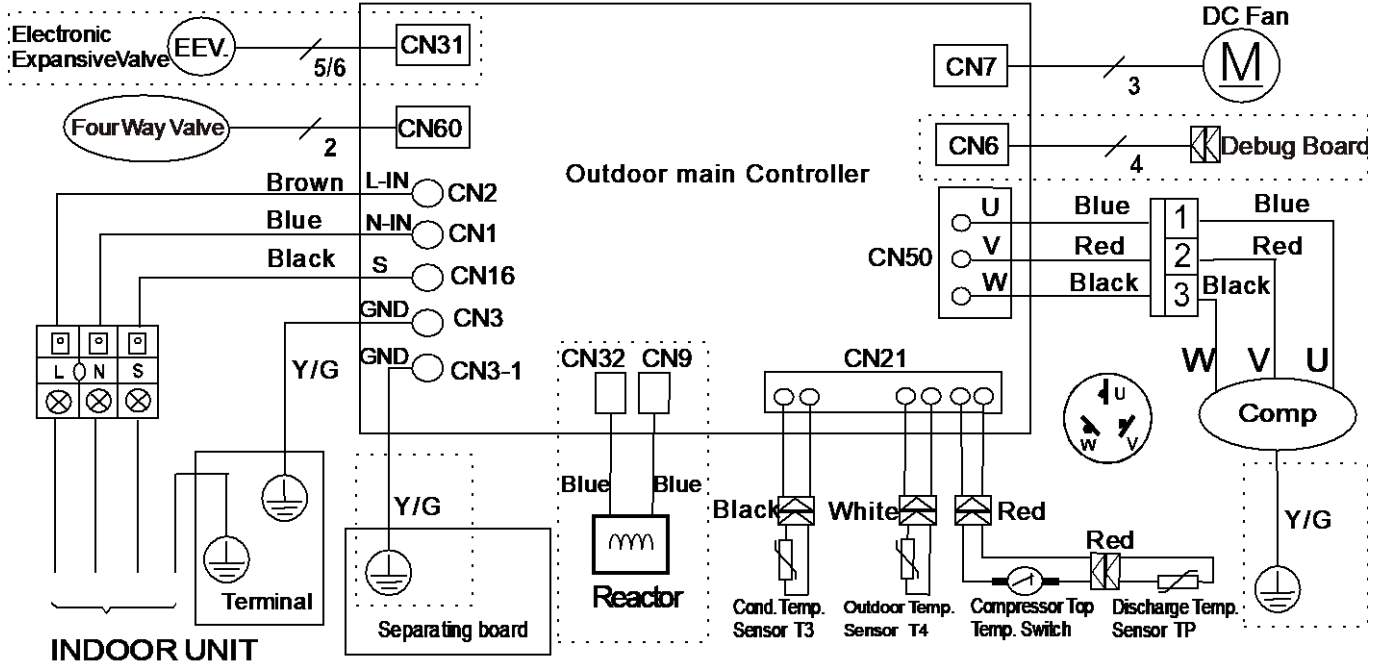 Electronic
ExpansiveValve
EEV.
5/6
CN31
Four Way Valve
2
CN60
Outdoor main Controller
CN7
3
DC Fan
M
CN6
4
Debug Board
Brown L-IN CN2
Blue N-IN CN1
Black S CN16
GND CN3
GND CN3-1
Y/G
L N S
CN50
U Blue 1 Blue
V Red 2 Red
W Black 3 Black
W V U
Comp
U
W V
Y/G
CN32 CN9
Blue Blue
Reactor
CN21
Black White Red
Red
Cond. Temp.
Sensor T3
Outdoor Temp.
Sensor T4
Compressor Top
Temp. Switch
Discharge Temp.
Sensor TP
Y/G
Terminal
Separating board
INDOOR UNIT